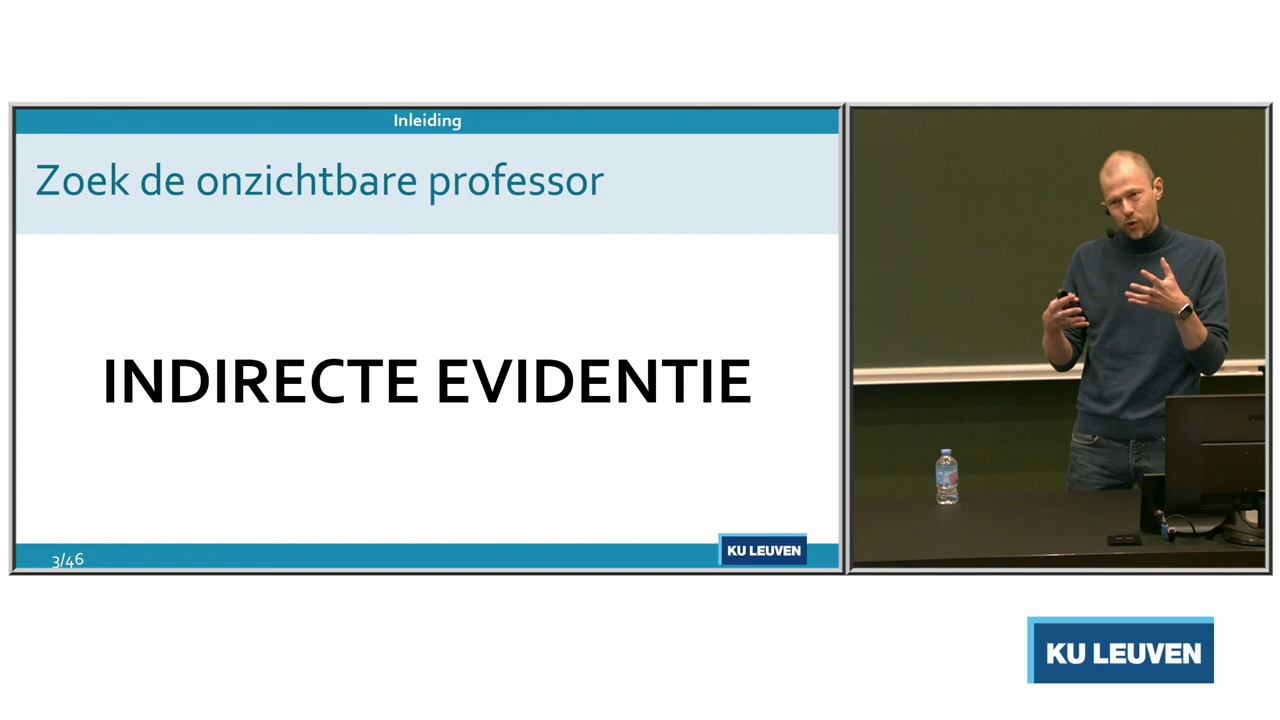 Inleiding
Zoek de onzichtbare professor
INDIRECTE EVIDENTIE
3/46
KU LEUVEN
KU LEUVEN